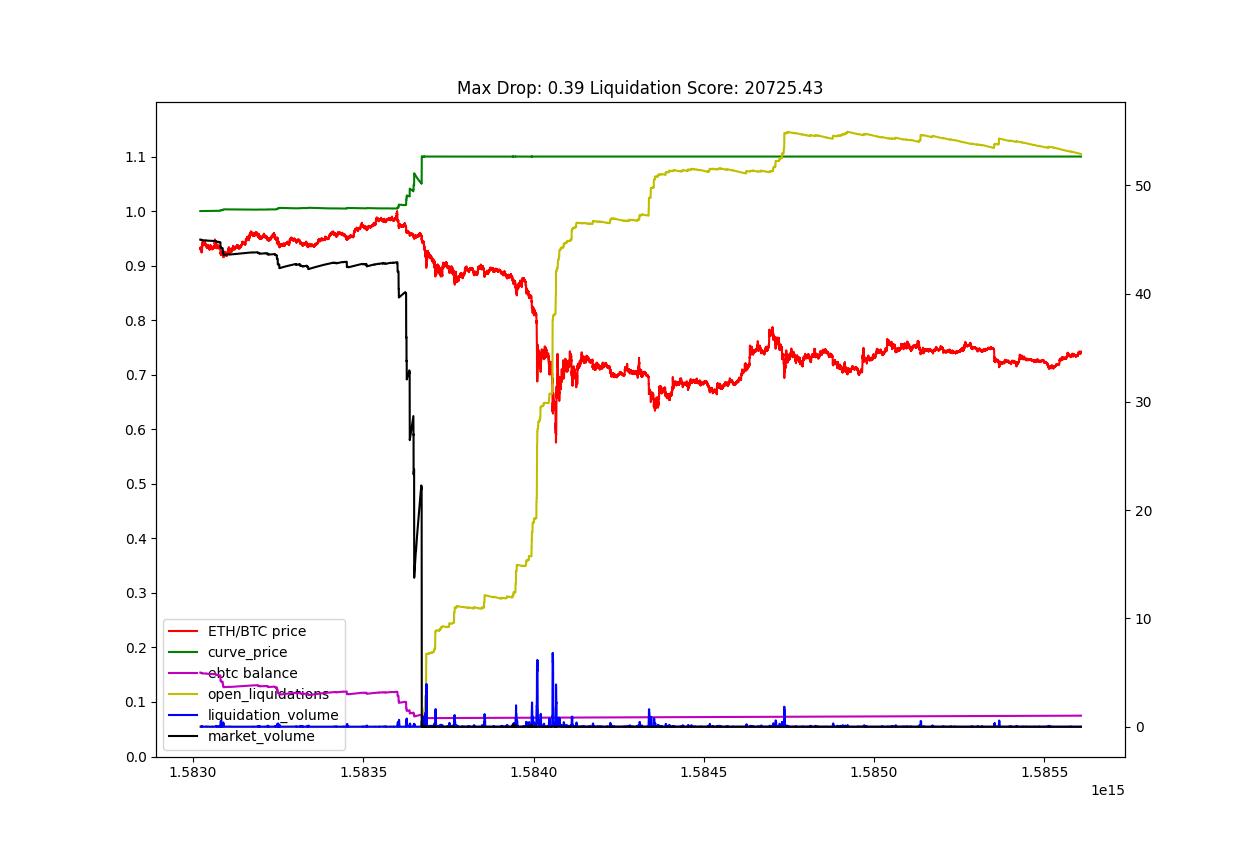 Max Drop: 0.39 Liquidation Score: 20725.43
1.1
1.0
0.9
0.8
0.7
0.6
0.5
0.4
0.3
0.2
0.1
0.0
50
40
30
20
10
0
ETH/BTC price
curve_price
ebtc balance
open_liquidations
liquidation_volume
market_volume
1.5830 1.5835 1.5840 1.5845 1.5850 1.5855
1e15